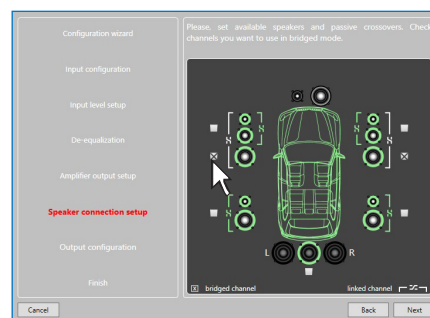 Configuration wizard
Input configuration
Input level setup
De-equalization
Amplifier output setup
Speaker connection setup
Output configuration
Finish
Please, set available speakers and passive crossovers. Check
channels you want to use in bridged mode.
L R
bridged channel linked channel
Cancel Back Next